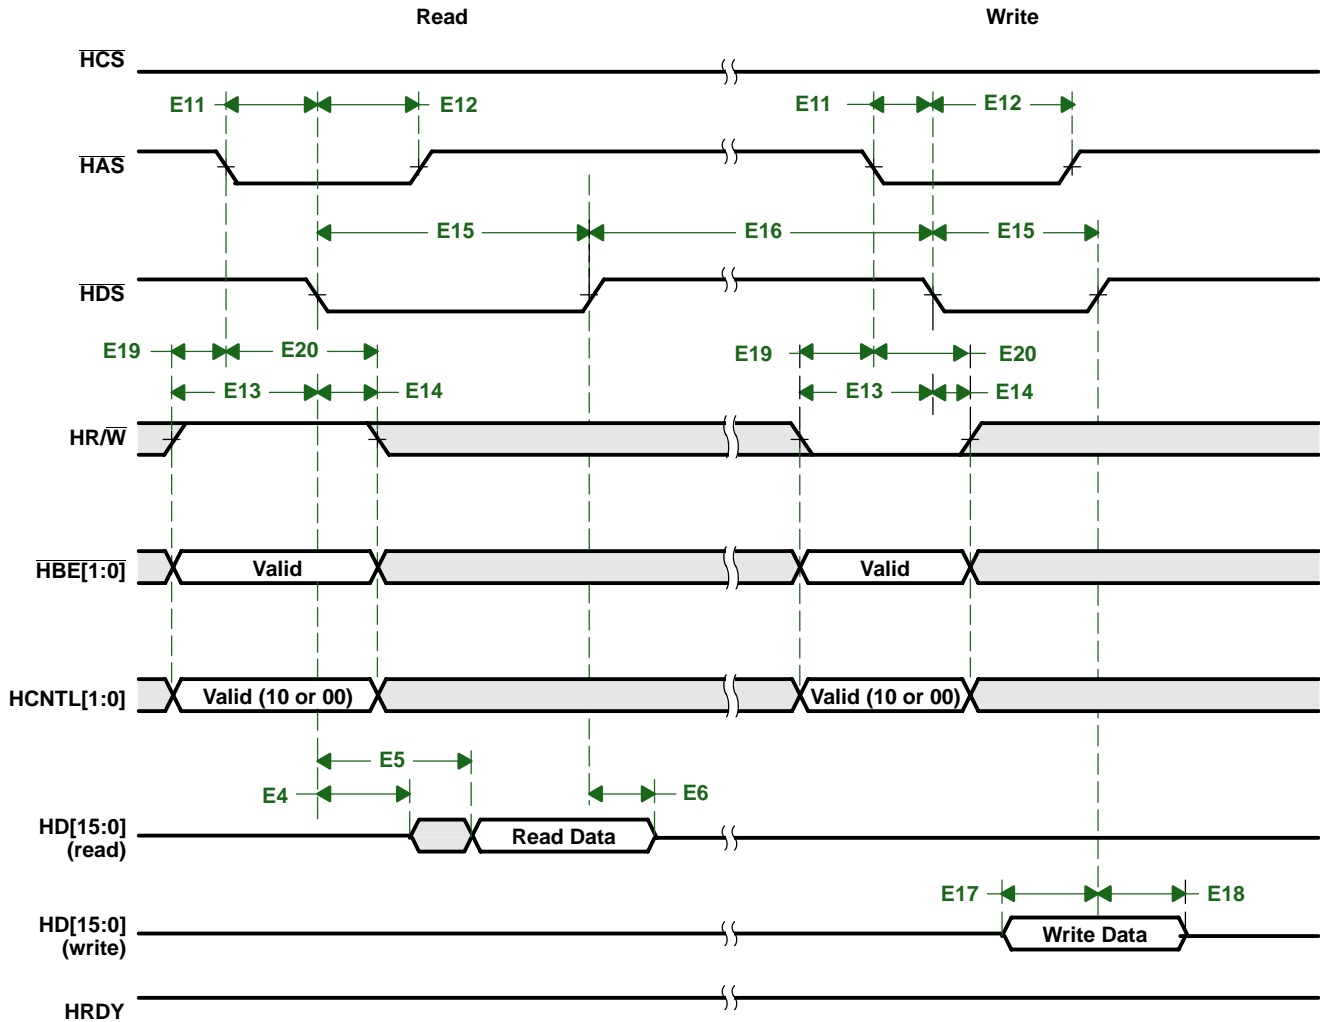 Read Write
HCS
E11 E12 E11 E12
HAS
E15 E16 E15
HDS
E19 E20 E19 E20
E13 E14 E13 E14
HR/W
HBE[1:0] Valid Valid
HCNTL[1:0] Valid (10 or 00) Valid (10 or 00)
E5
E4 E6
HD[15:0]
(read) Read Data
E17 E18
HD[15:0]
(write) Write Data
HRDY